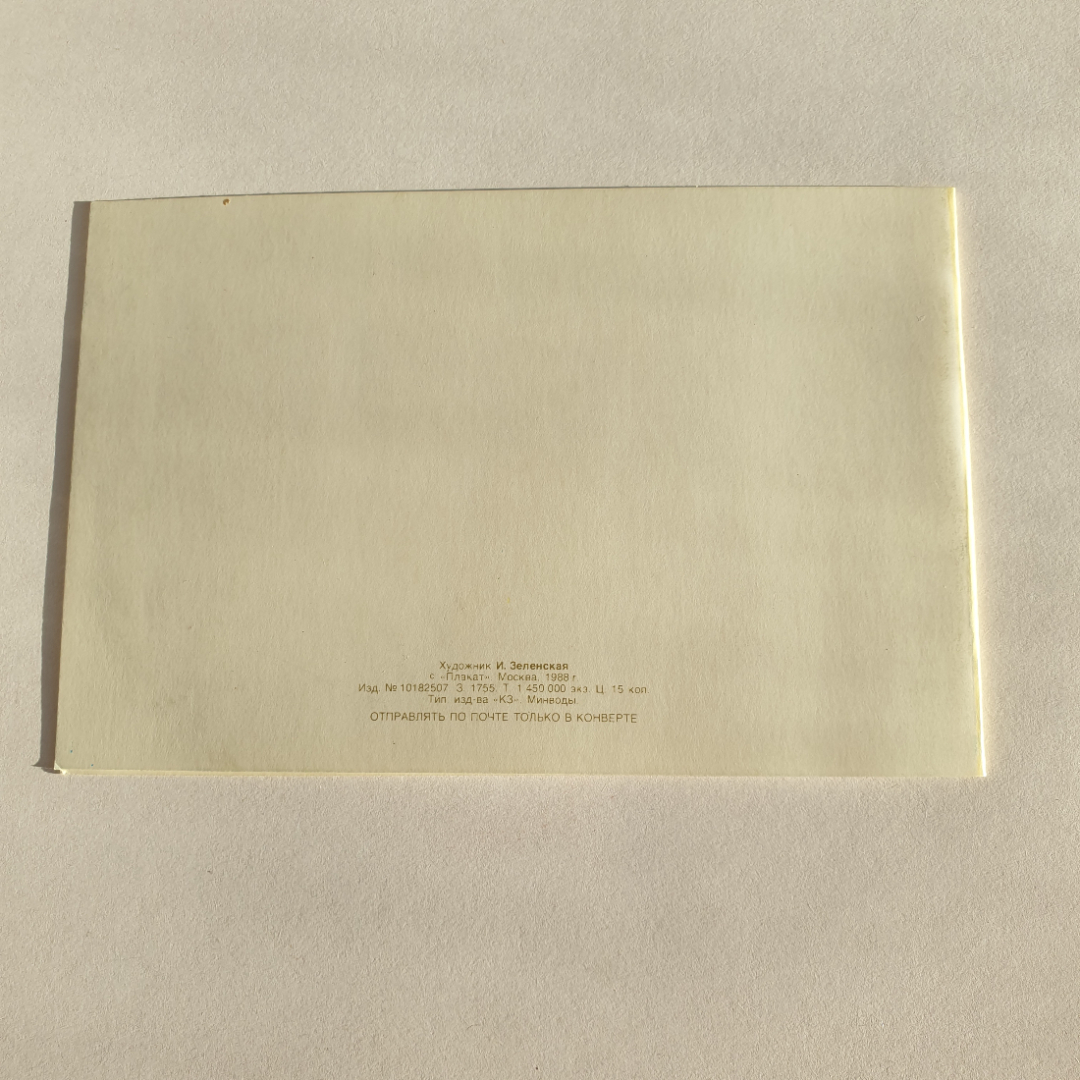 Художник И. Зеленская
с «Плакат». Москва, 1988 г.
Изд. № 10182507. З. 1755. Т. 1 450 000 экз. Ц. 15 коп.
Тип. изд-ва «КЗ». Минводы.
ОТПРАВЛЯТЬ ПО ПОЧТЕ ТОЛЬКО В КОНВЕРТЕ